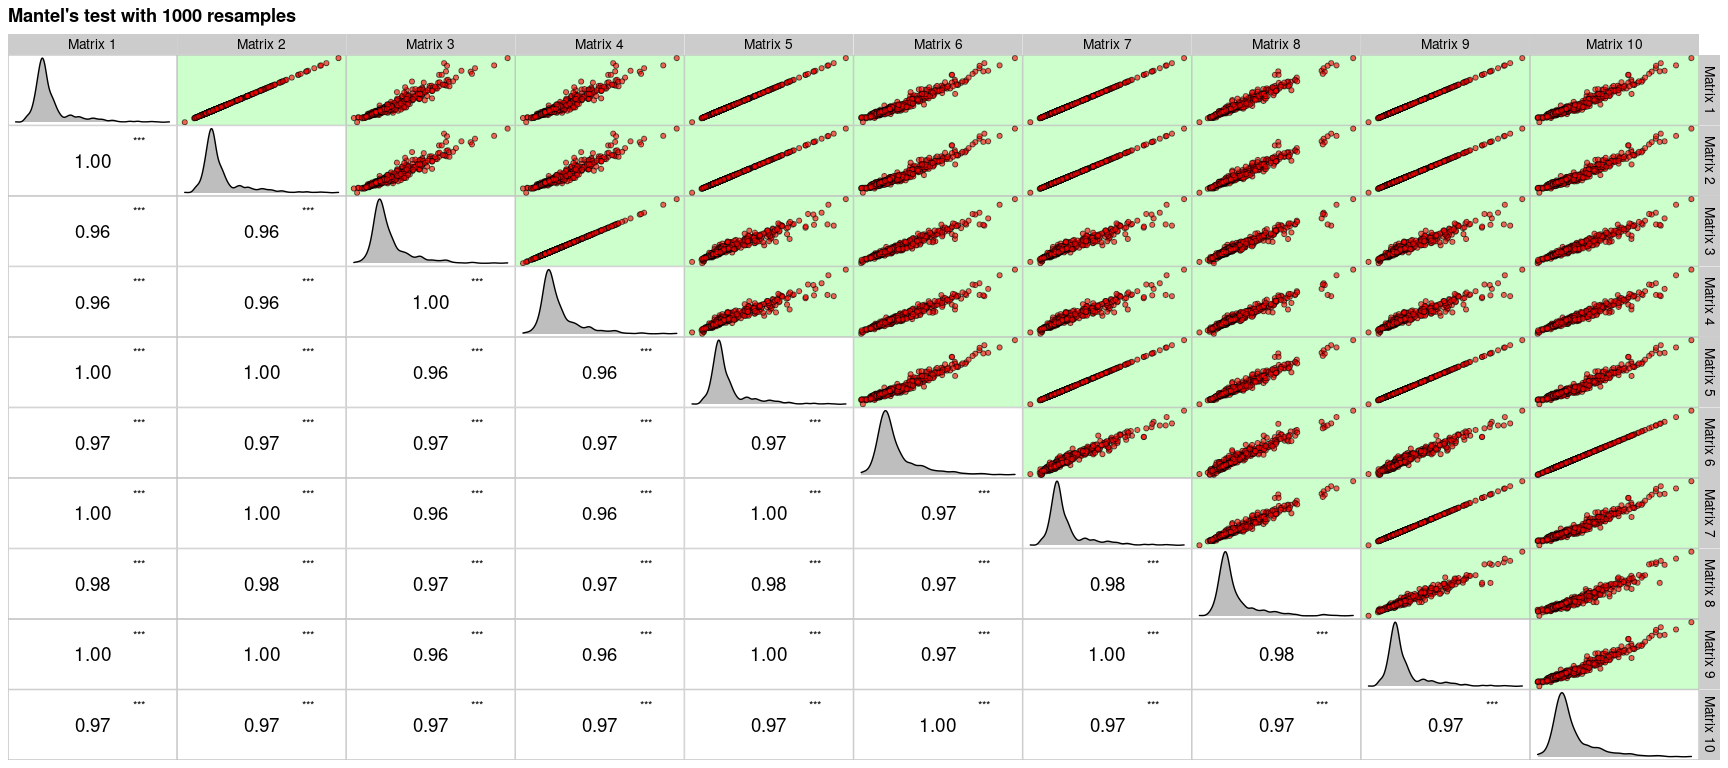 Mantel's test with 1000 resamples
Matrix 1 Matrix 2 Matrix 3 Matrix 4 Matrix 5 Matrix 6 Matrix 7 Matrix 8 Matrix 9 Matrix 10
Matrix 1
1.00 *** Matrix 2
0.96 *** 0.96 *** Matrix 3
0.96 *** 0.96 *** 1.00 *** Matrix 4
1.00 *** 1.00 *** 0.96 *** 0.96 *** Matrix 5
0.97 *** 0.97 *** 0.97 *** 0.97 *** 0.97 *** Matrix 6
1.00 *** 1.00 *** 0.96 *** 0.96 *** 1.00 *** 0.97 *** Matrix 7
0.98 *** 0.98 *** 0.97 *** 0.97 *** 0.98 *** 0.97 *** 0.98 *** Matrix 8
1.00 *** 1.00 *** 0.96 *** 0.96 *** 1.00 *** 0.97 *** 1.00 *** 0.98 *** Matrix 9
0.97 *** 0.97 *** 0.97 *** 0.97 *** 0.97 *** 1.00 *** 0.97 *** 0.97 *** 0.97 *** Matrix 10